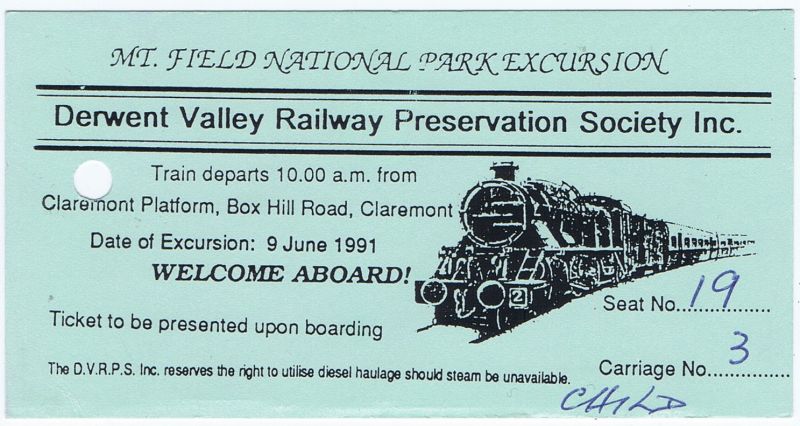 MT. FIELD NATIONAL PARK EXCURSION
Derwent Valley Railway Preservation Society Inc.
Train departs 10.00 a.m. from
Claremont Platform, Box Hill Road, Claremont
Date of Excursion: 9 June 1991
WELCOME ABOARD!
2
Seat No. 19
Ticket to be presented upon boarding
The D.V.R.P.S. Inc. reserves the right to utilise diesel haulage should steam be unavailable.
Carriage No. 3
CHILD